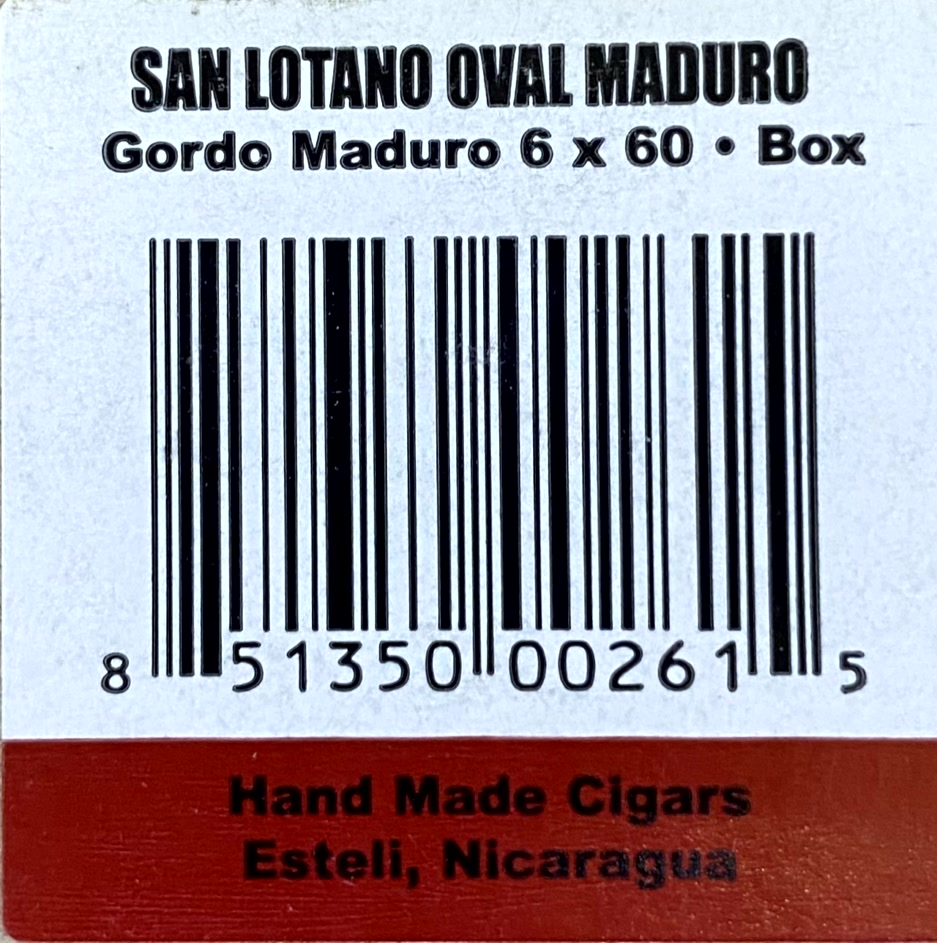 SAN LOTANO OVAL MADURO
Gordo Maduro 6 x 60 • Box
8 51350 00261 5
Hand Made Cigars
Esteli, Nicaragua